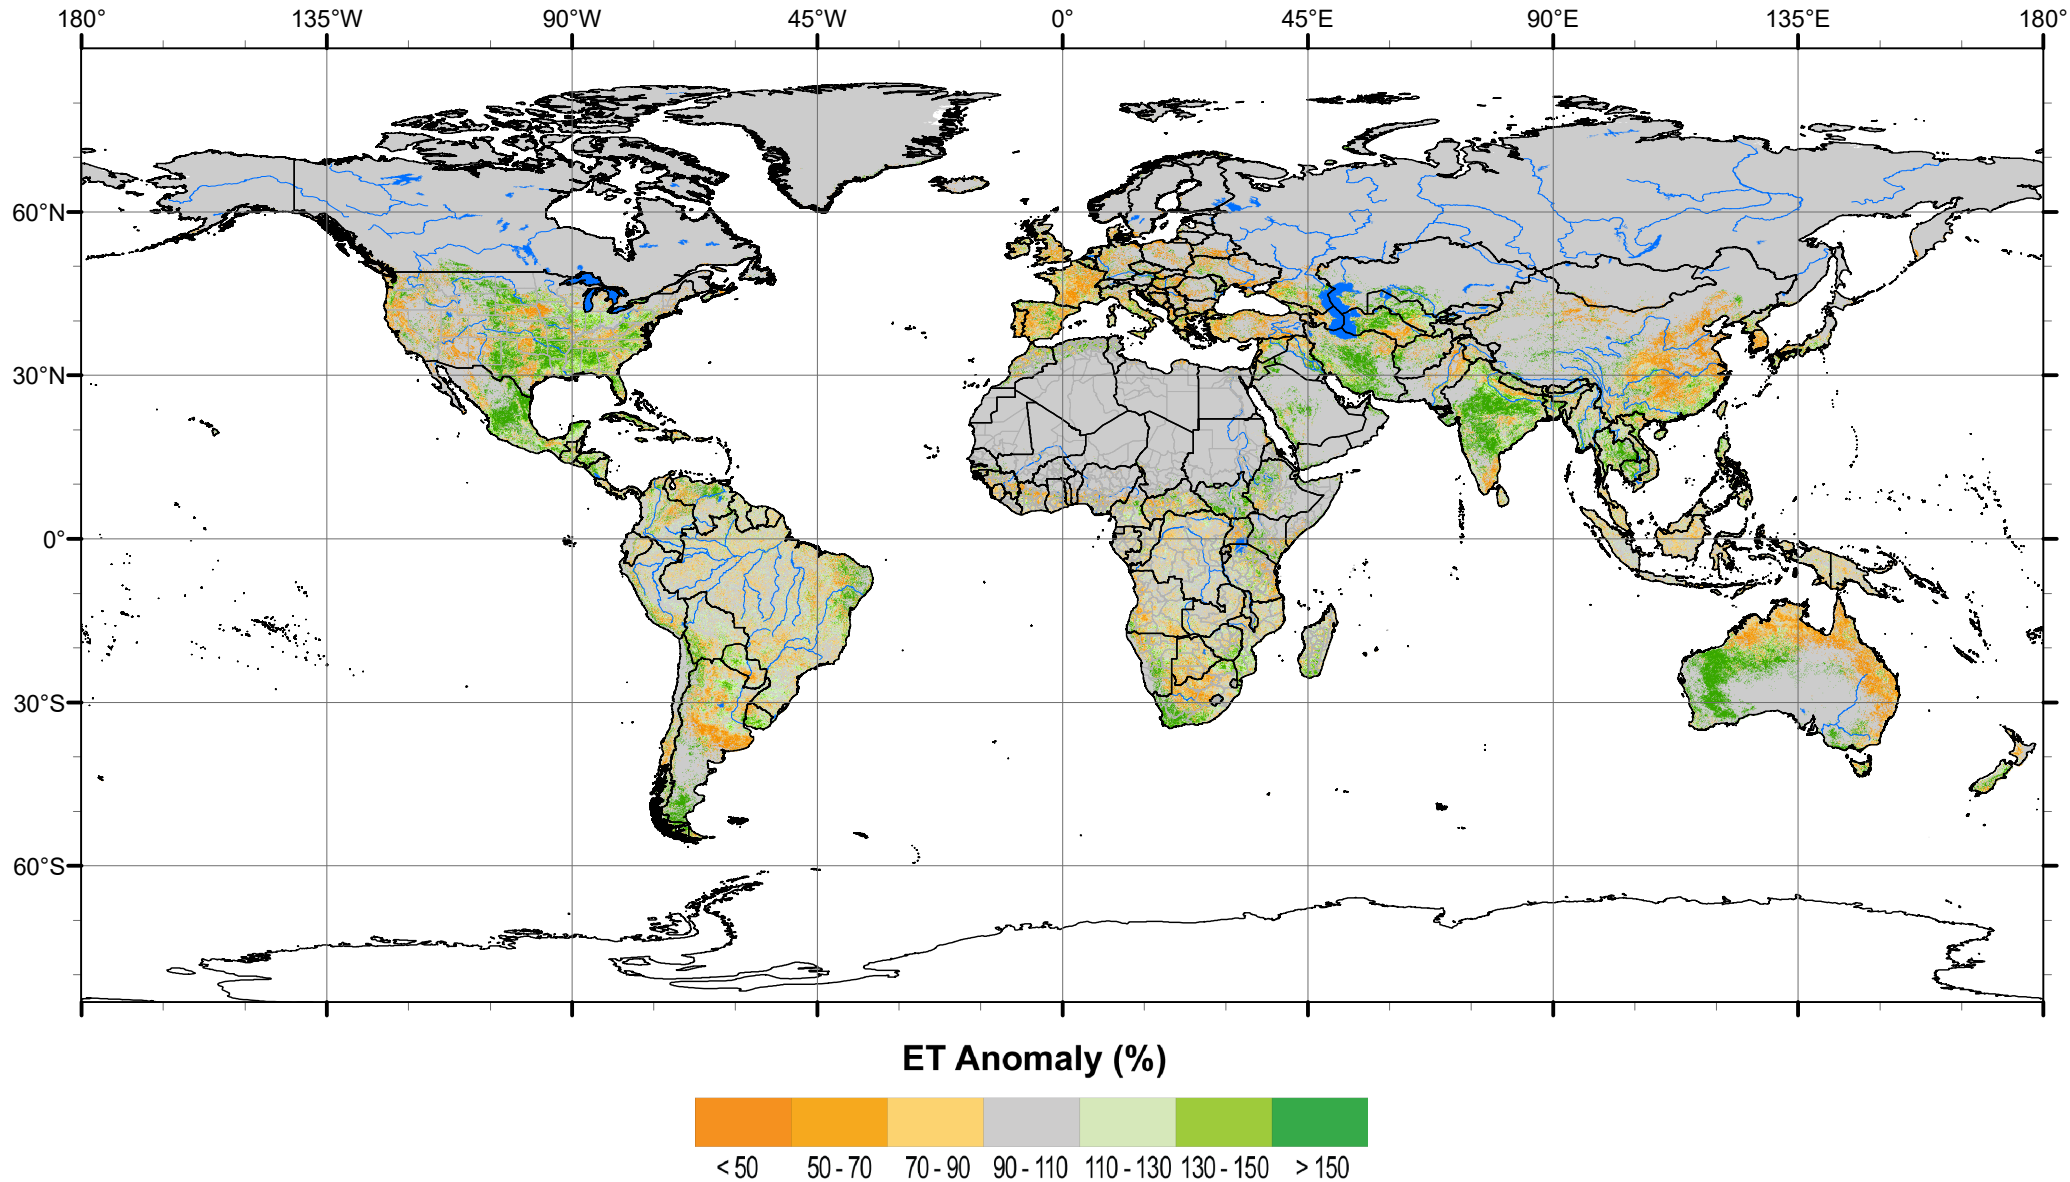 180° 135°W 90°W 45°W 0° 45°E 90°E 135°E 180°
60°N
30°N
0°
30°S
60°S
ET Anomaly (%)
< 50 50 - 70 70 - 90 90 - 110 110 - 130 130 - 150 > 150